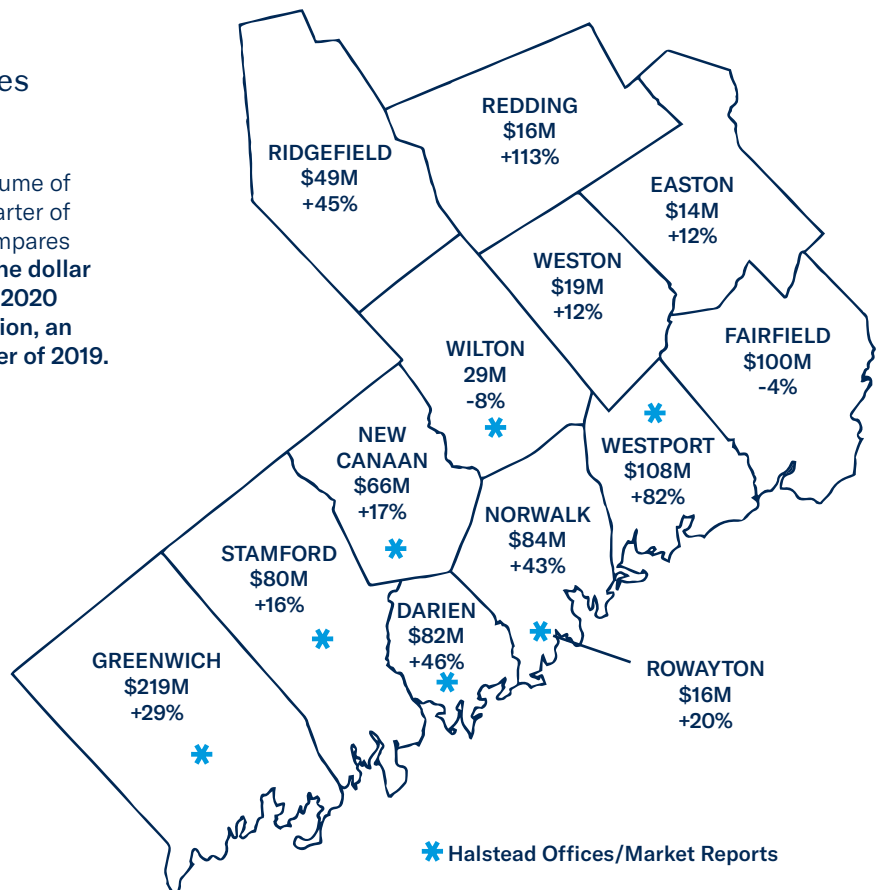 es
ume of
arter of
mpares
he dollar
2020
ion, an
er of 2019.
REDDING
$16M
+113%
RIDGEFIELD
$49M
+45%
EASTON
$14M
+12%
WESTON
$19M
+12%
FAIRFIELD
$100M
-4%
WILTON
29M
-8%
NEW
CANAAN
$66M
+17%
WESTPORT
$108M
+82%
NORWALK
$84M
+43%
STAMFORD
$80M
+16%
DARIEN
$82M
+46%
GREENWICH
$219M
+29%
ROWAYTON
$16M
+20%
Halstead Offices/Market Reports